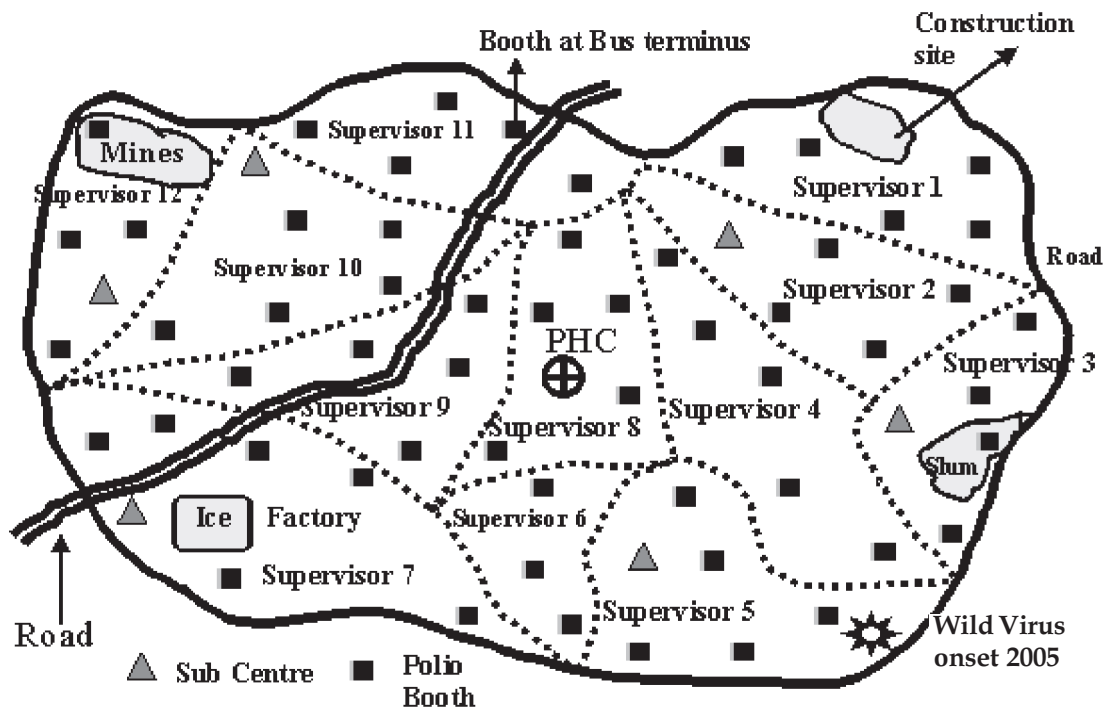 Construction
site
Booth at Bus terminus
Supervisor 11
Mines
Supervisor 12
Supervisor 1
Supervisor 10
Road
Supervisor 2
PHC
Supervisor 3
Supervisor 9
Supervisor 4
Supervisor 8
Slum
Ice Factory
Supervisor 6
Supervisor 7
Supervisor 5
Road
Wild Virus
onset 2005
Sub Centre
Polio
Booth